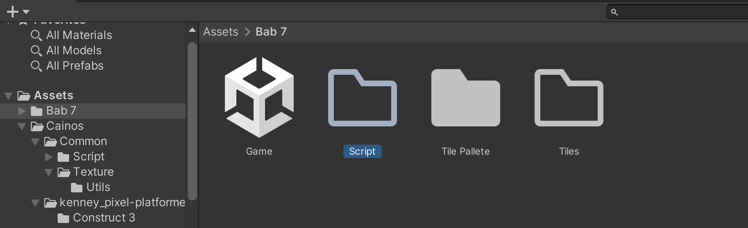 Favorites
All Materials
All Models
All Prefabs
Assets
Bab 7
Cainos
Common
Script
Texture
Utils
kenney_pixel-platforme
Construct 3
Assets > Bab 7
Game
Script
Tile Pallete
Tiles